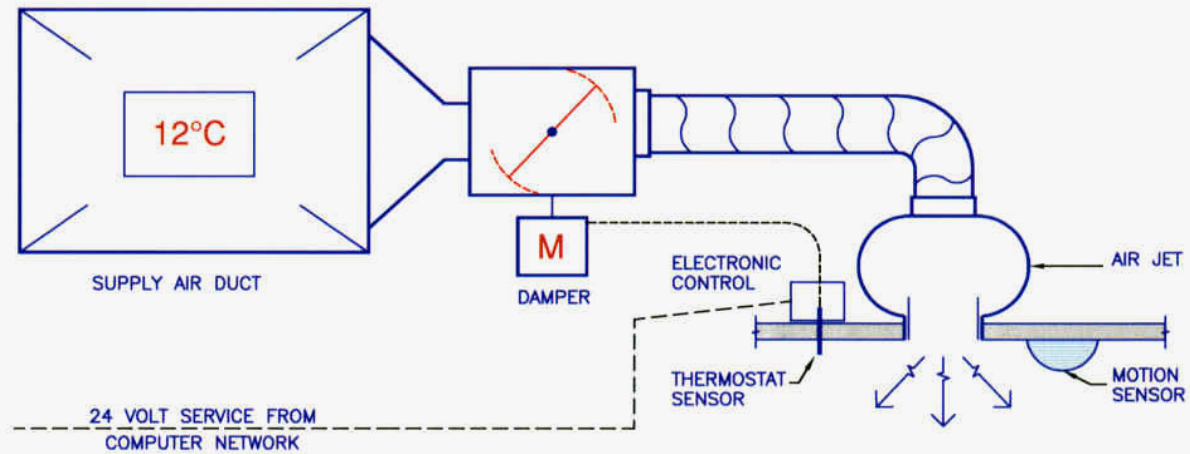 12°C
SUPPLY AIR DUCT
M
DAMPER
ELECTRONIC
CONTROL
AIR JET
THERMOSTAT
SENSOR
MOTION
SENSOR
24 VOLT SERVICE FROM
COMPUTER NETWORK